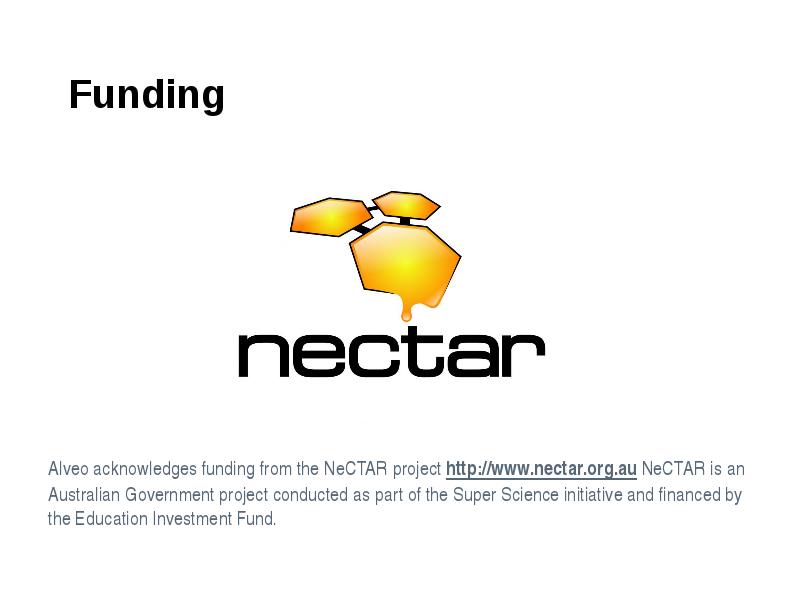 Funding
nectar
Alveo acknowledges funding from the NeCTAR project http://www.nectar.org.au NeCTAR is an
Australian Government project conducted as part of the Super Science initiative and financed by
the Education Investment Fund.